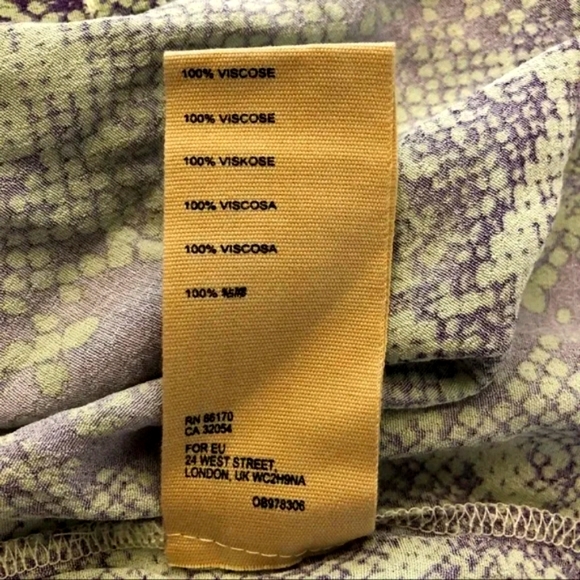 100% VISCOSE
100% VISCOSE
100% VISKOSE
100% VISCOSA
100% VISCOSA
100%
RN 66170
CA 32054
FOR EU
24 WEST STREET,
LONDON, UK WC2H9NA
OB978306